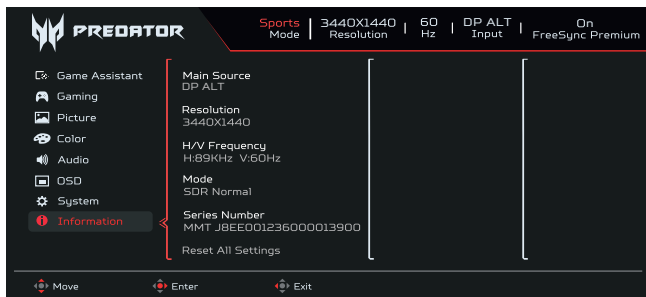 PREDATOR
Sports Mode
3440X1440 Resolution
60 Hz
DP ALT Input
On FreeSync Premium
Game Assistant
Gaming
Picture
Color
Audio
OSD
System
Information
Main Source
DP ALT
Resolution
3440X1440
H/V Frequency
H:89KHz V:60Hz
Mode
SDR Normal
Series Number
MMT J8EE001236000013900
Reset All Settings
Move
Enter
Exit